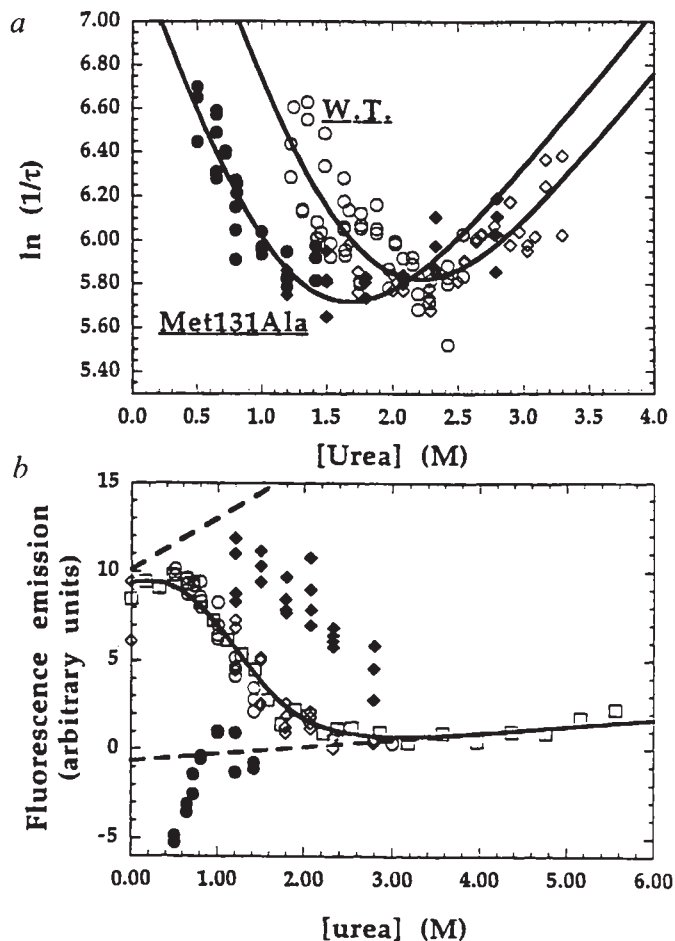 a
7.00
6.80
6.40
6.20
6.00
5.80
5.60
5.40
ln (1/τ)
W.T.
Met131Ala
0.0 0.5 1.0 1.5 2.0 2.5 3.0 3.5 4.0
[Urea] (M)
b
15
10
5
0
-5
Fluorescence emission
(arbitrary units)
0.00 1.00 2.00 3.00 4.00 5.00 6.00
[urea] (M)